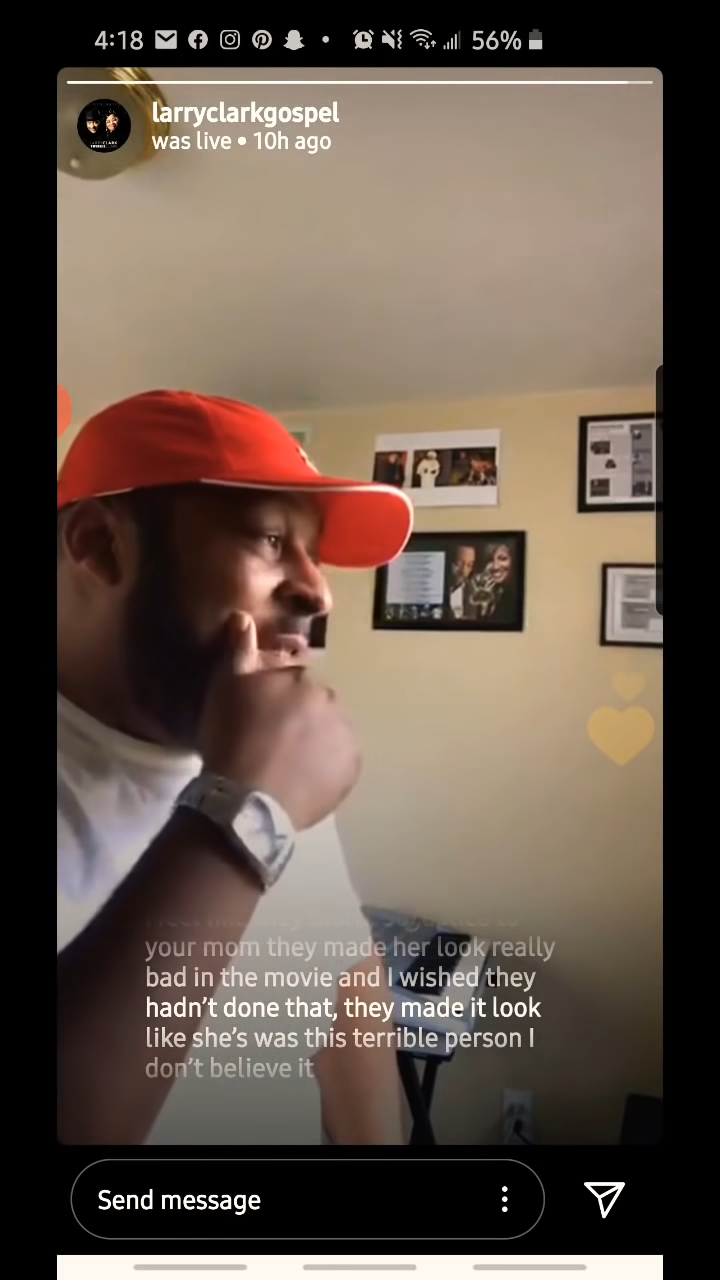 4:18 56%
larryclarkgospel
was live • 10h ago
your mom they made her look really
bad in the movie and I wished they
hadn't done that, they made it look
like she's was this terrible person I
don't believe it
Send message